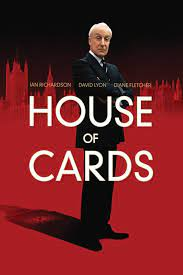 IAN RICHARDSON DAVID LYON DIANE FLETCHER
HOUSE
OF
CARDS